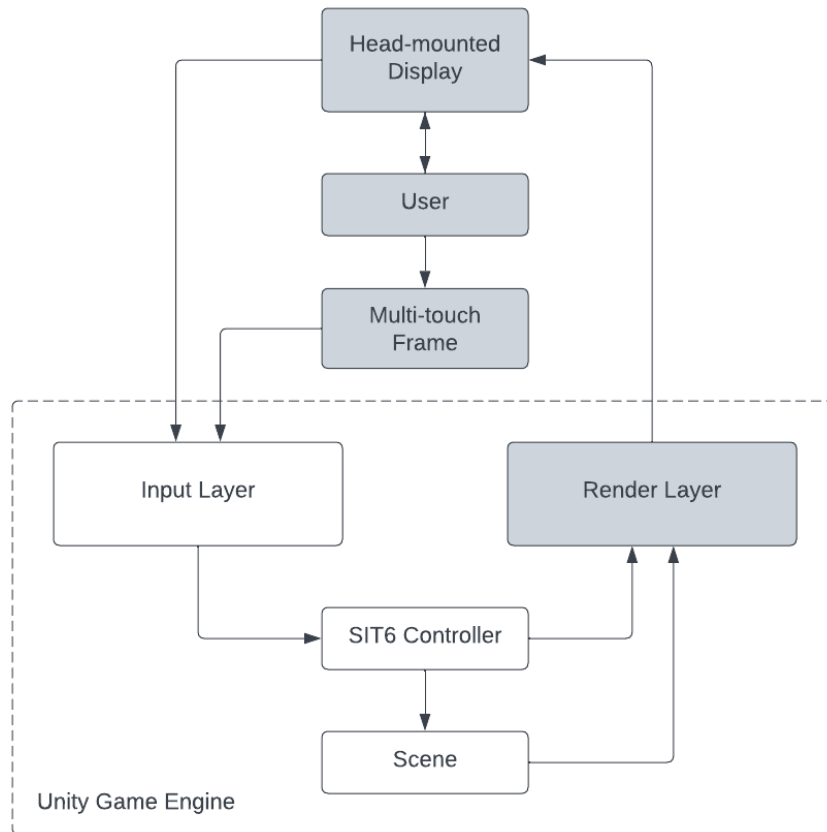 Head-mounted
Display
User
Multi-touch
Frame
Input Layer
Render Layer
SIT6 Controller
Scene
Unity Game Engine